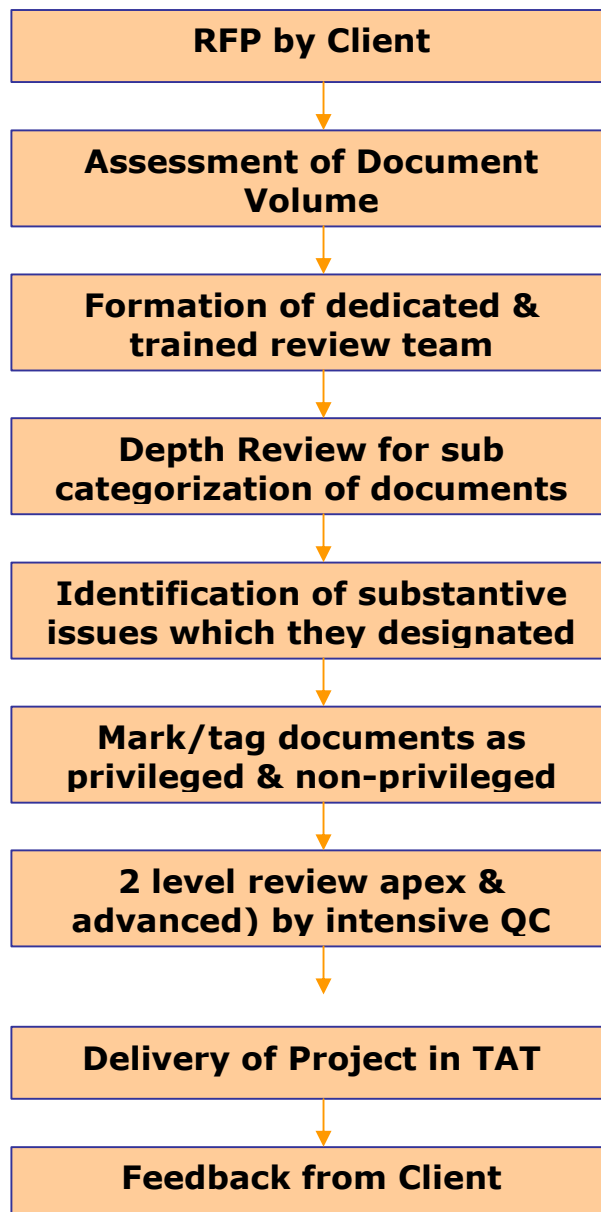 RFP by Client
Assessment of Document
Volume
Formation of dedicated &
trained review team
Depth Review for sub
categorization of documents
Identification of substantive
issues which they designated
Mark/tag documents as
privileged & non-privileged
2 level review apex &
advanced) by intensive QC
Delivery of Project in TAT
Feedback from Client